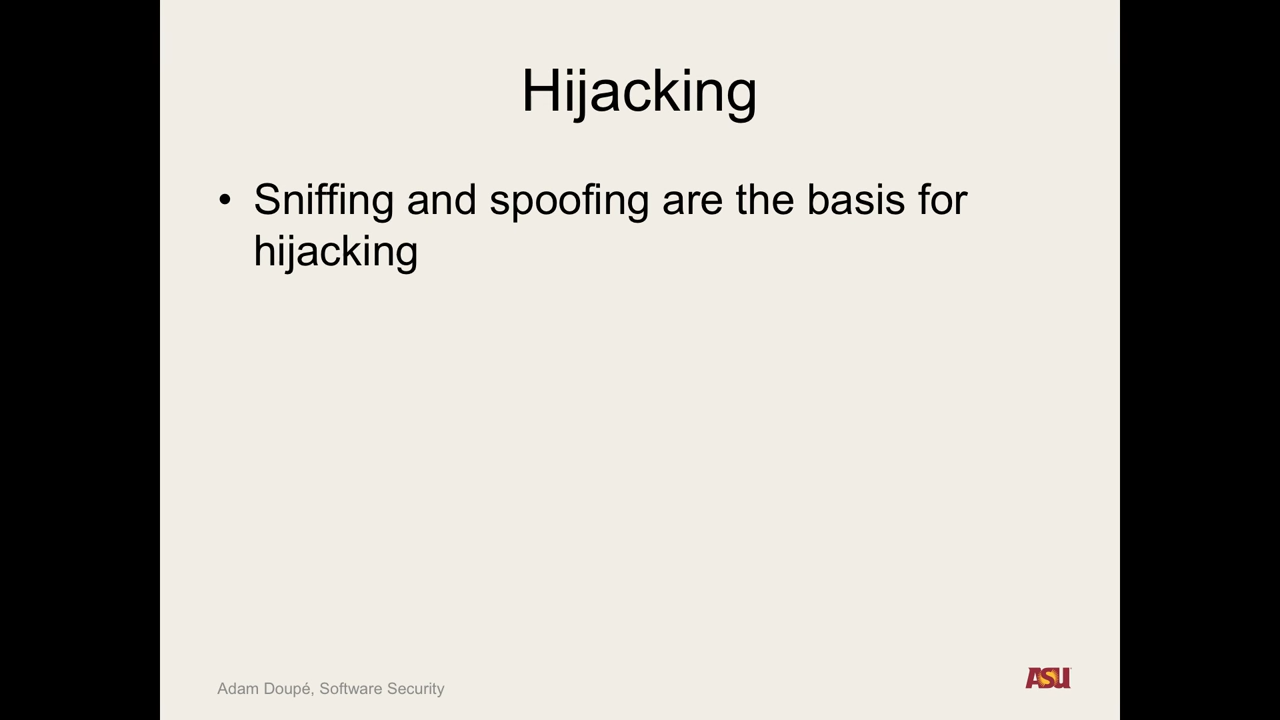 Hijacking
• Sniffing and spoofing are the basis for
hijacking
Adam Doupé, Software Security
ASU